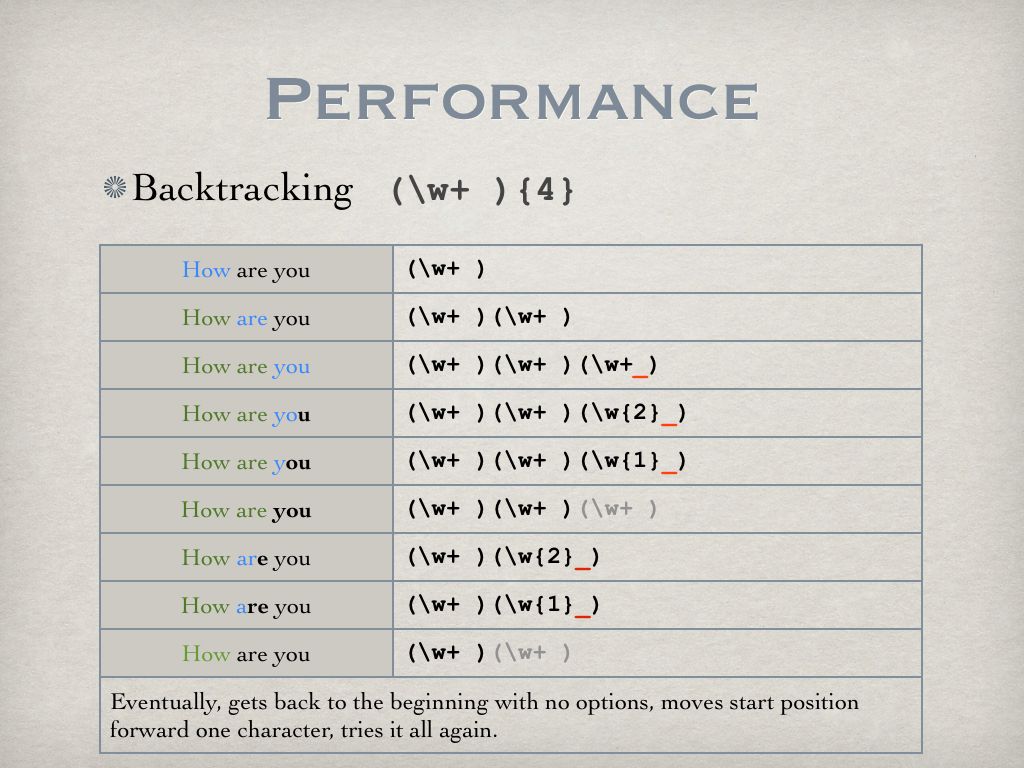 PERFORMANCE
Backtracking (\w+ ){4}
How are you (\w+ )
How are you (\w+ )(\w+ )
How are you (\w+ )(\w+ )(\w+_)
How are you (\w+ )(\w+ )(\w{2}_)
How are you (\w+ )(\w+ )(\w{1}_)
How are you (\w+ )(\w+ )(\w+ )
How are you (\w+ )(\w{2}_)
How are you (\w+ )(\w{1}_)
How are you (\w+ )(\w+ )
Eventually, gets back to the beginning with no options, moves start position
forward one character, tries it all again.